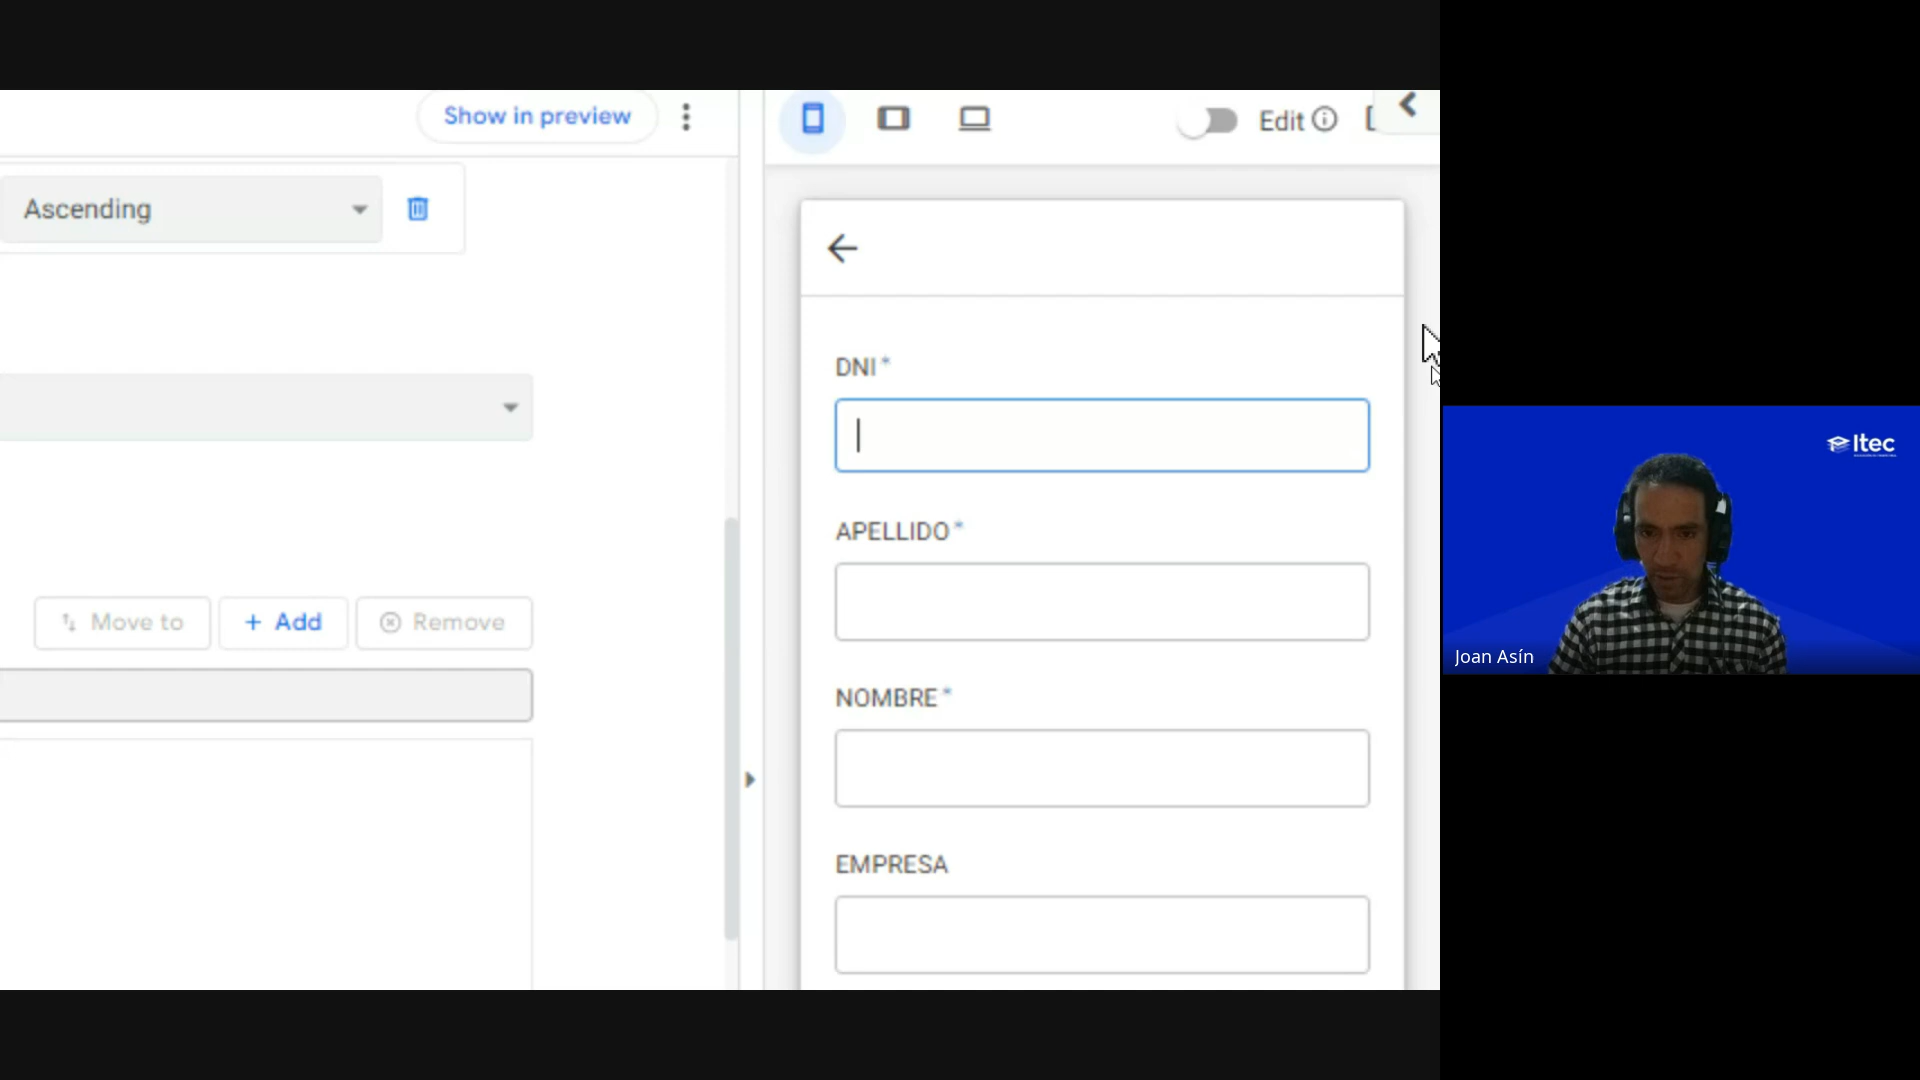 Show in preview
Edit
Ascending
DNI *
APELLIDO *
NOMBRE *
EMPRESA
Move to
+ Add
Remove
Itec
Joan Asín